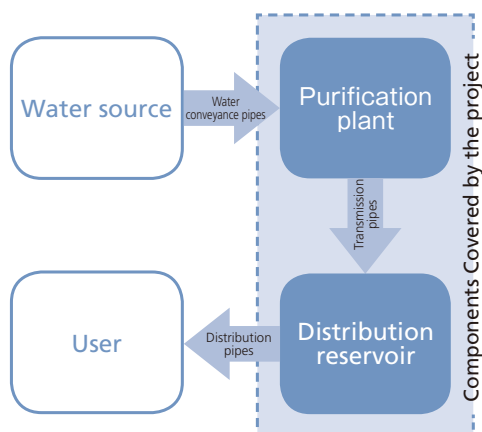 Water source
Water
conveyance pipes
Purification
plant
Transmission
pipes
Distribution
reservoir
Distribution
pipes
User
Components Covered by the project